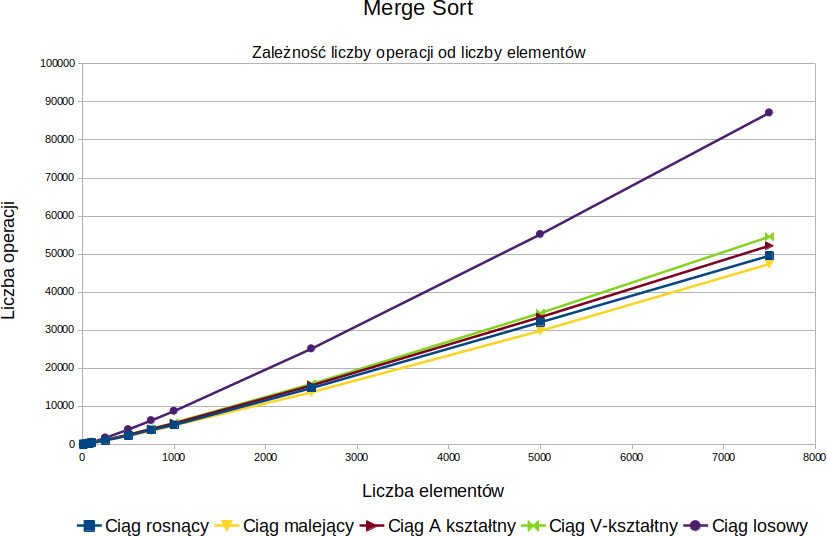 Merge Sort
Zależność liczby operacji od liczby elementów
Liczba operacji
100000
90000
80000
70000
60000
50000
40000
30000
20000
10000
0
0 1000 2000 3000 4000 5000 6000 7000 8000
Liczba elementów
Ciąg rosnący Ciąg malejący Ciąg A kształtny Ciąg V-kształtny Ciąg losowy